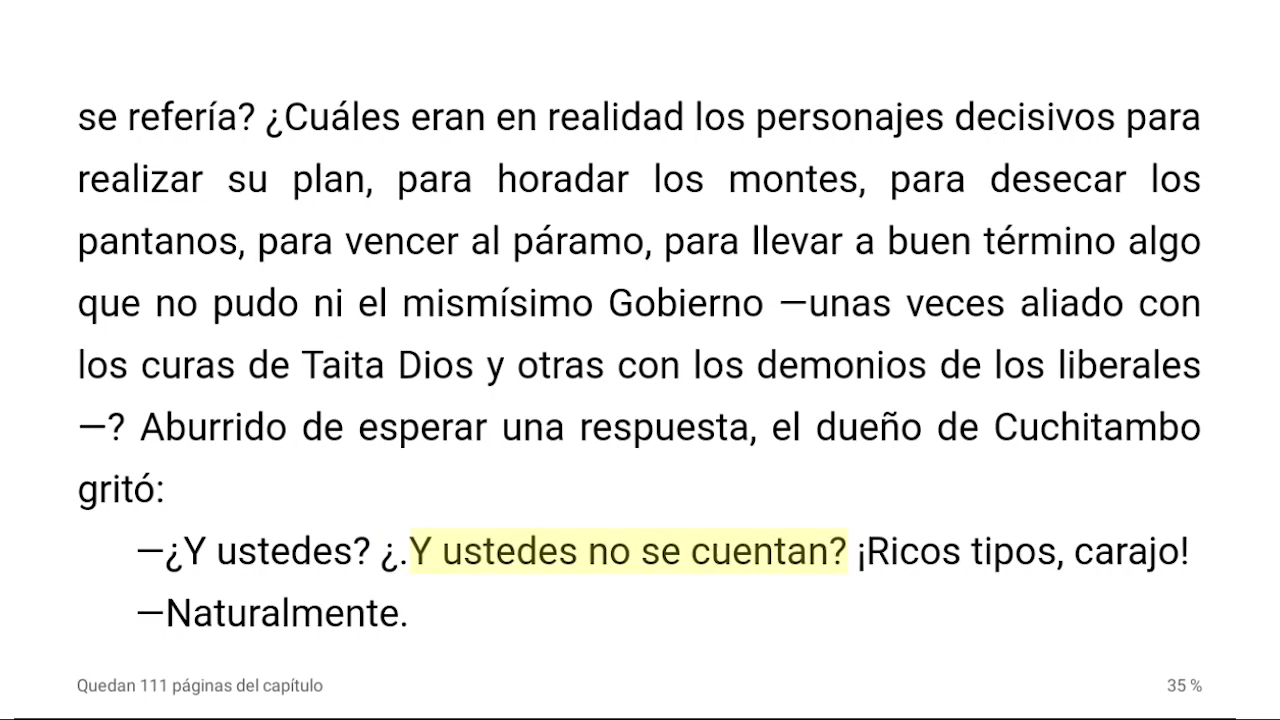 se refería? ¿Cuáles eran en realidad los personajes decisivos para
realizar su plan, para horadar los montes, para desecar los
pantanos, para vencer al páramo, para llevar a buen término algo
que no pudo ni el mismísimo Gobierno —unas veces aliado con
los curas de Taita Dios y otras con los demonios de los liberales
—? Aburrido de esperar una respuesta, el dueño de Cuchitambo
gritó:
—¿Y ustedes? ¿.Y ustedes no se cuentan? ¡Ricos tipos, carajo!
—Naturalmente.
Quedan 111 páginas del capítulo 35 %